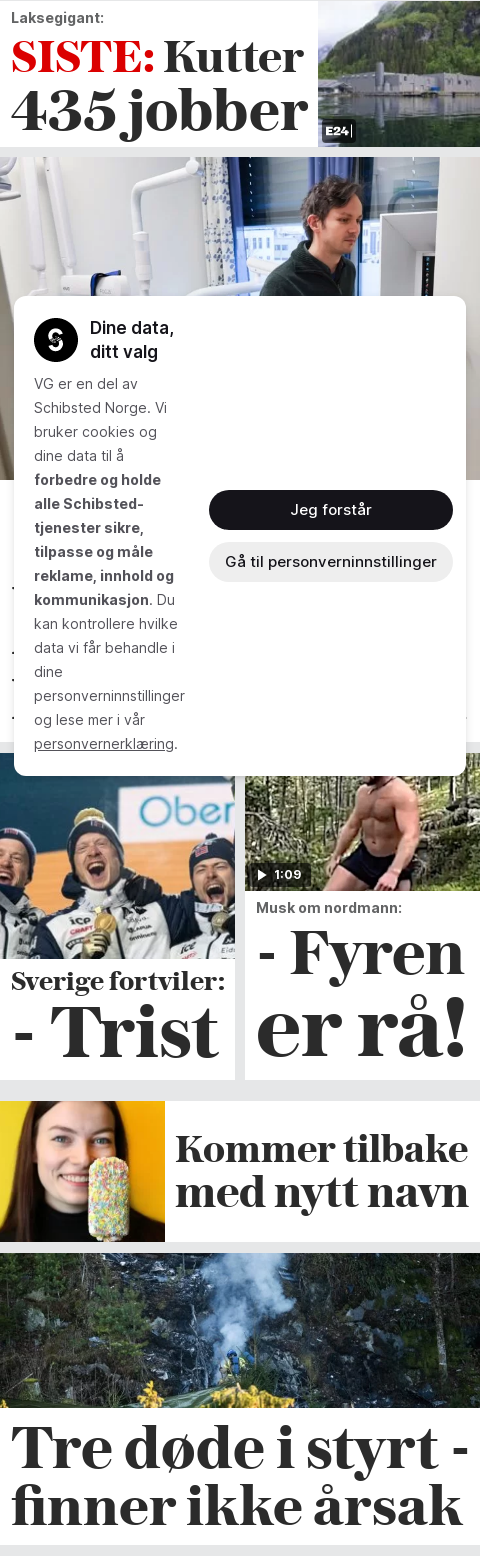 Laksegigant:
SISTE: Kutter
435 jobber
E24
Dine data,
ditt valg
VG er en del av
Schibsted Norge. Vi
bruker cookies og
dine data til å
forbedre og holde
alle Schibsted-
tjenester sikre,
tilpasse og måle
reklame, innhold og
kommunikasjon. Du
kan kontrollere hvilke
data vi får behandle i
dine
personverninnstillinger
og lese mer i vår
personvernerklæring.
Jeg forstår
Gå til personverninnstillinger
Ober
ICP
CRAFT
Sverige fortviler:
- Trist
1:09
Musk om nordmann:
- Fyren
er rå!
Kommer tilbake
med nytt navn
Tre døde i styrt -
finner ikke årsak